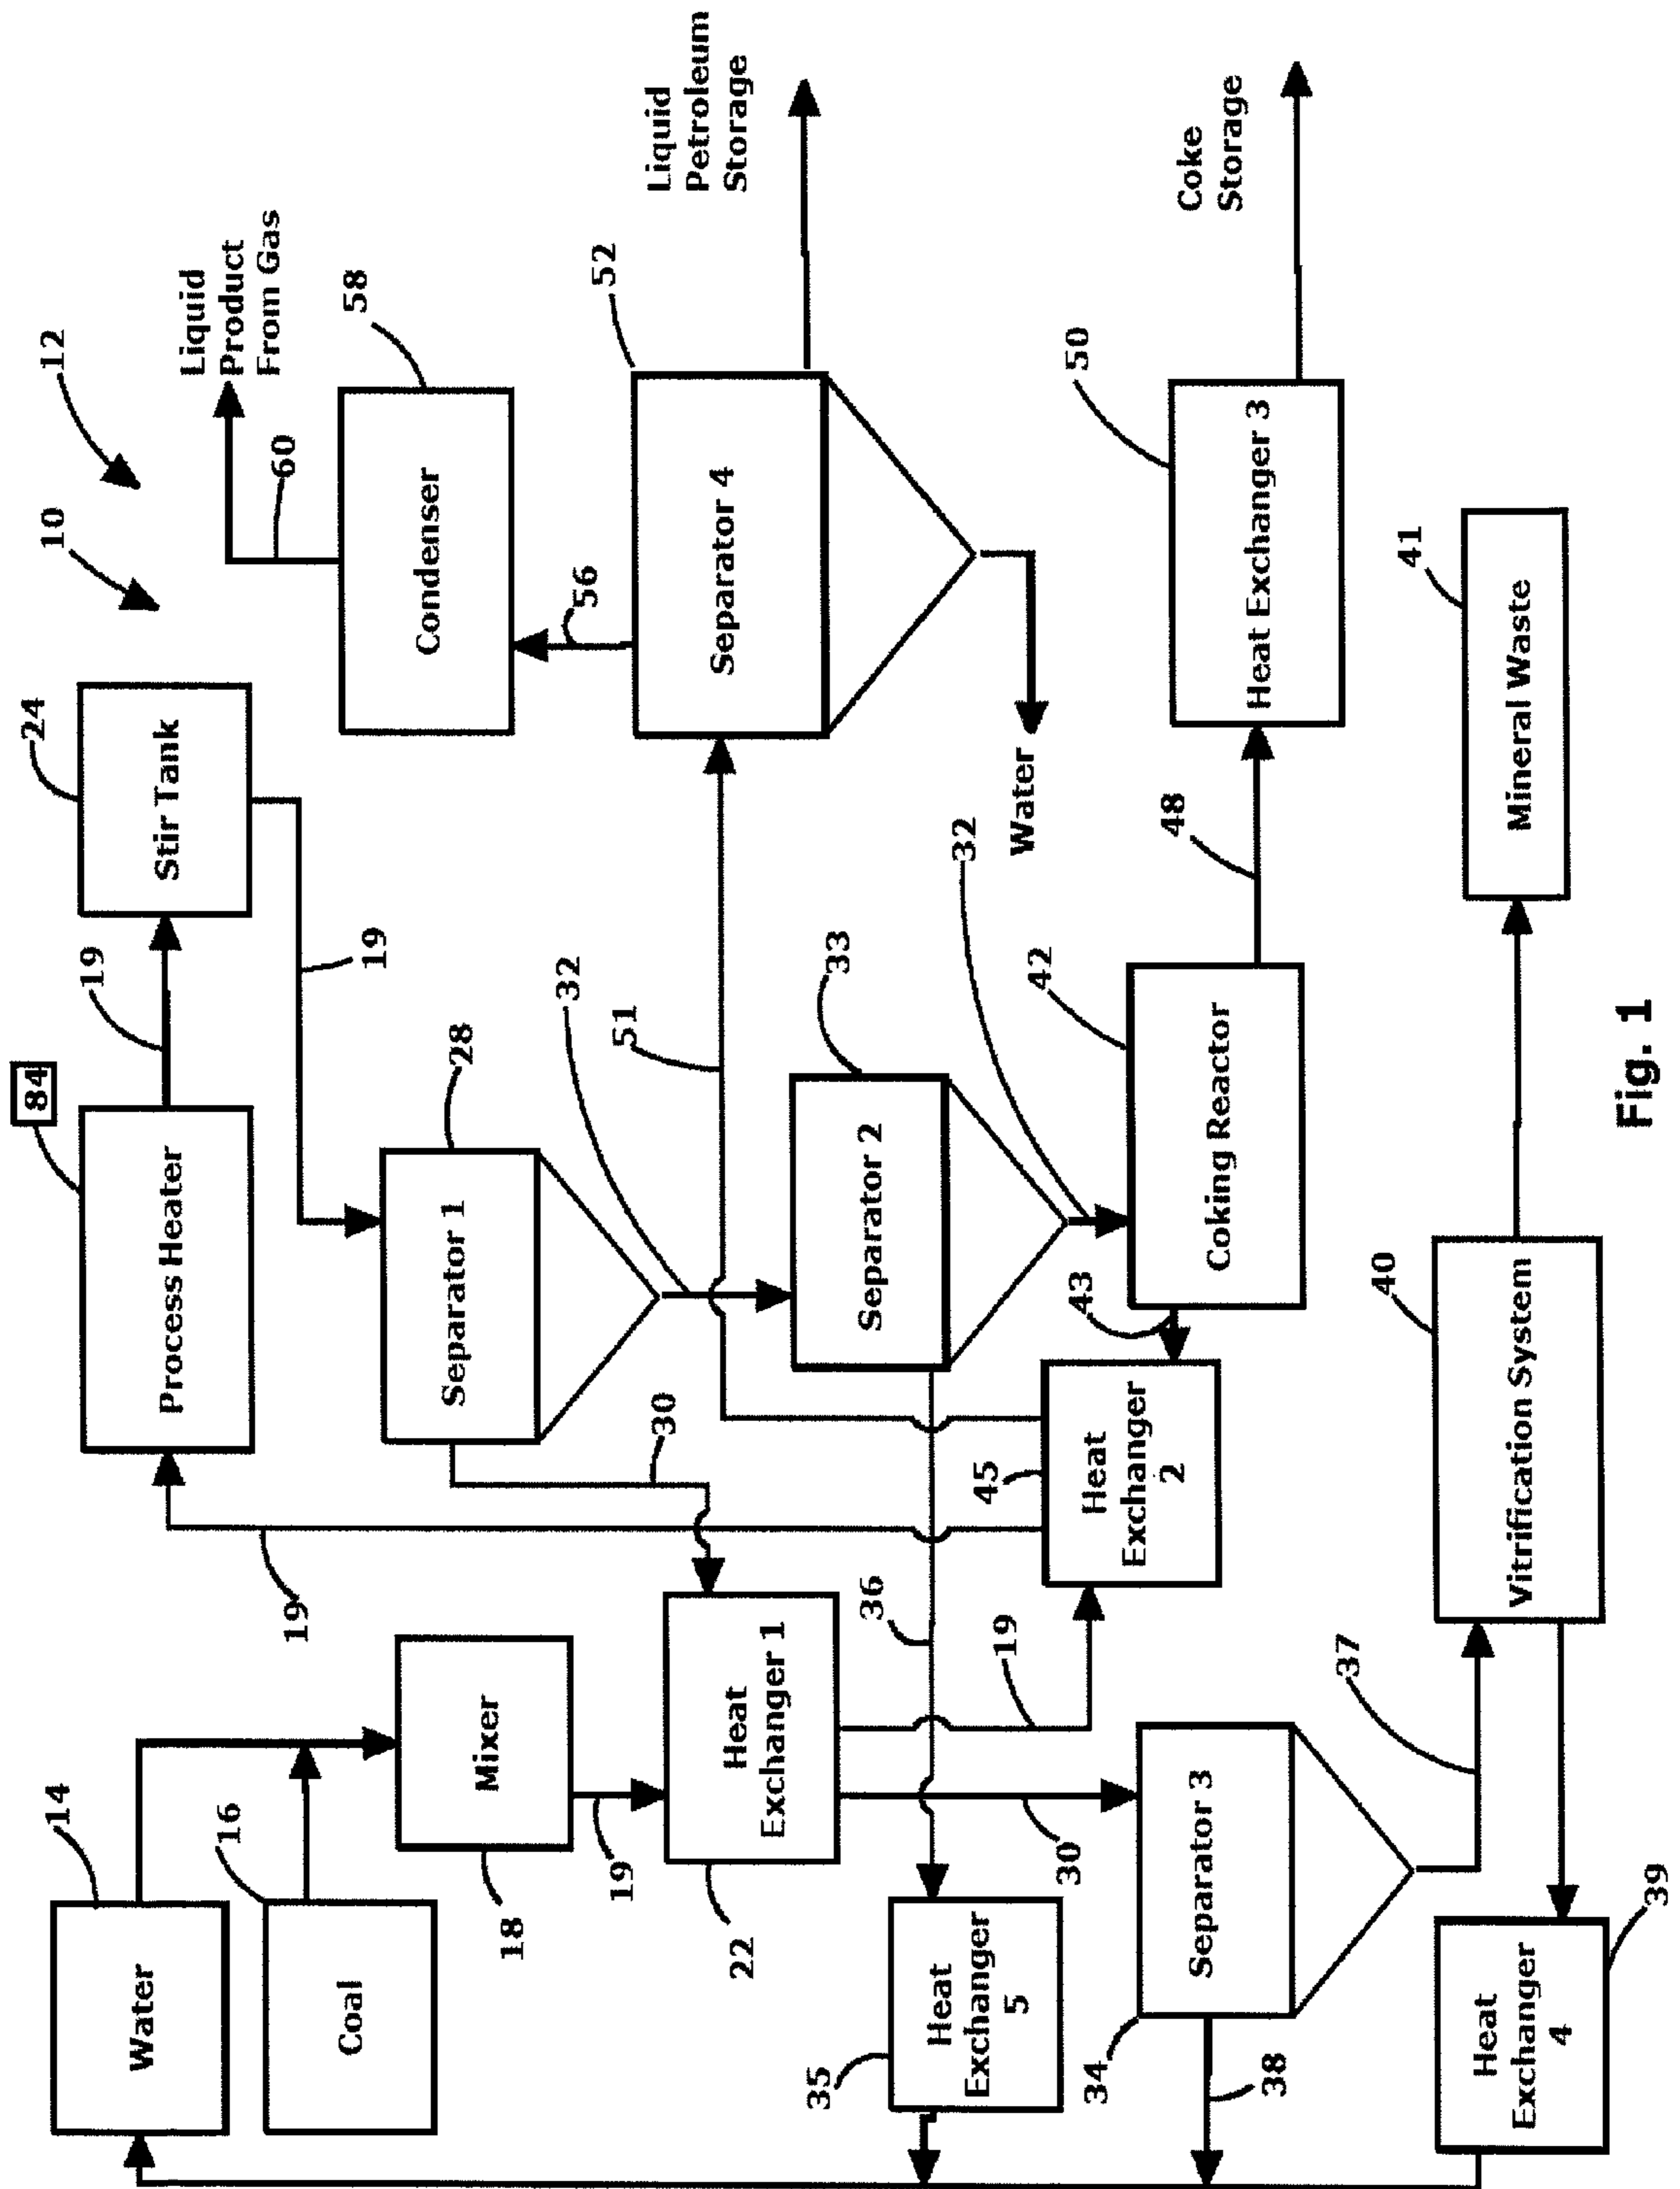 14
84
24
10
12
Water
16
19
Process Heater
19
Stir Tank
Liquid
Product
From Gas
60
Coal
19
19
58
18
Mixer
19
Separator 1
28
Condenser
32
56
52
22
Heat
Exchanger 1
30
51
Separator 4
Liquid
Petroleum
Storage
35
36
Separator 2
33
Heat
Exchanger
5
19
45
32
Water
30
Heat
Exchanger
2
43
42
50
34
Separator 3
Coking Reactor
48
Heat Exchanger 3
Coke
Storage
38
37
40
41
Heat
Exchanger
4
Vitrification System
Mineral Waste
39
Fig. 1